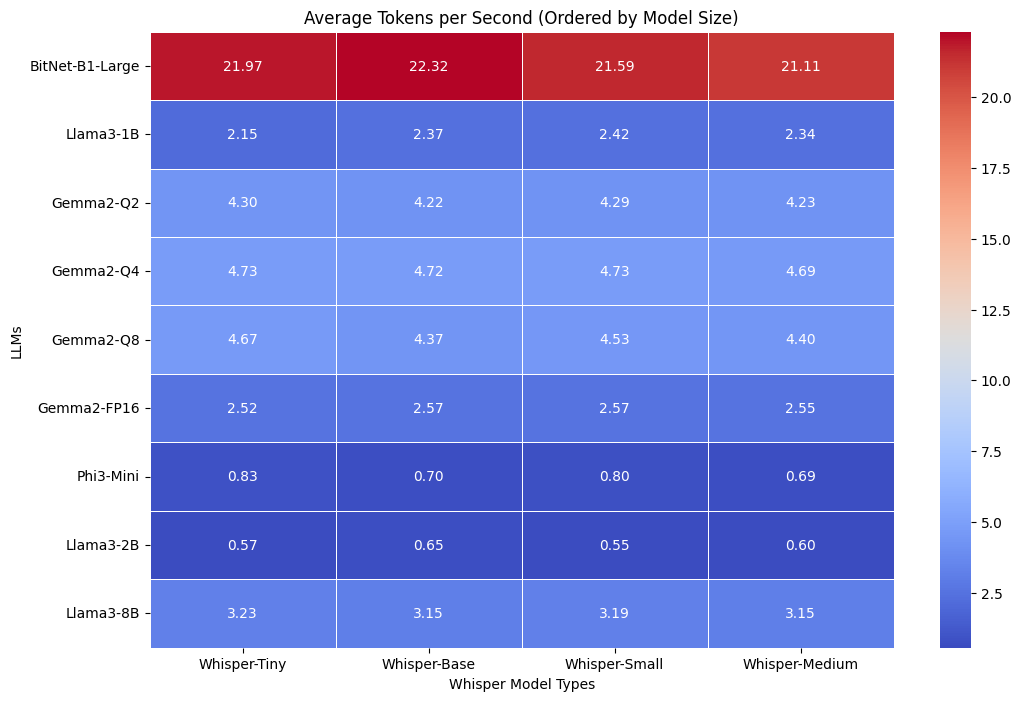 Average Tokens per Second (Ordered by Model Size)
LLMs
BitNet-B1-Large 21.97 22.32 21.59 21.11
Llama3-1B 2.15 2.37 2.42 2.34
Gemma2-Q2 4.30 4.22 4.29 4.23
Gemma2-Q4 4.73 4.72 4.73 4.69
Gemma2-Q8 4.67 4.37 4.53 4.40
Gemma2-FP16 2.52 2.57 2.57 2.55
Phi3-Mini 0.83 0.70 0.80 0.69
Llama3-2B 0.57 0.65 0.55 0.60
Llama3-8B 3.23 3.15 3.19 3.15
Whisper-Tiny Whisper-Base Whisper-Small Whisper-Medium
Whisper Model Types
20.0
17.5
15.0
12.5
10.0
7.5
5.0
2.5